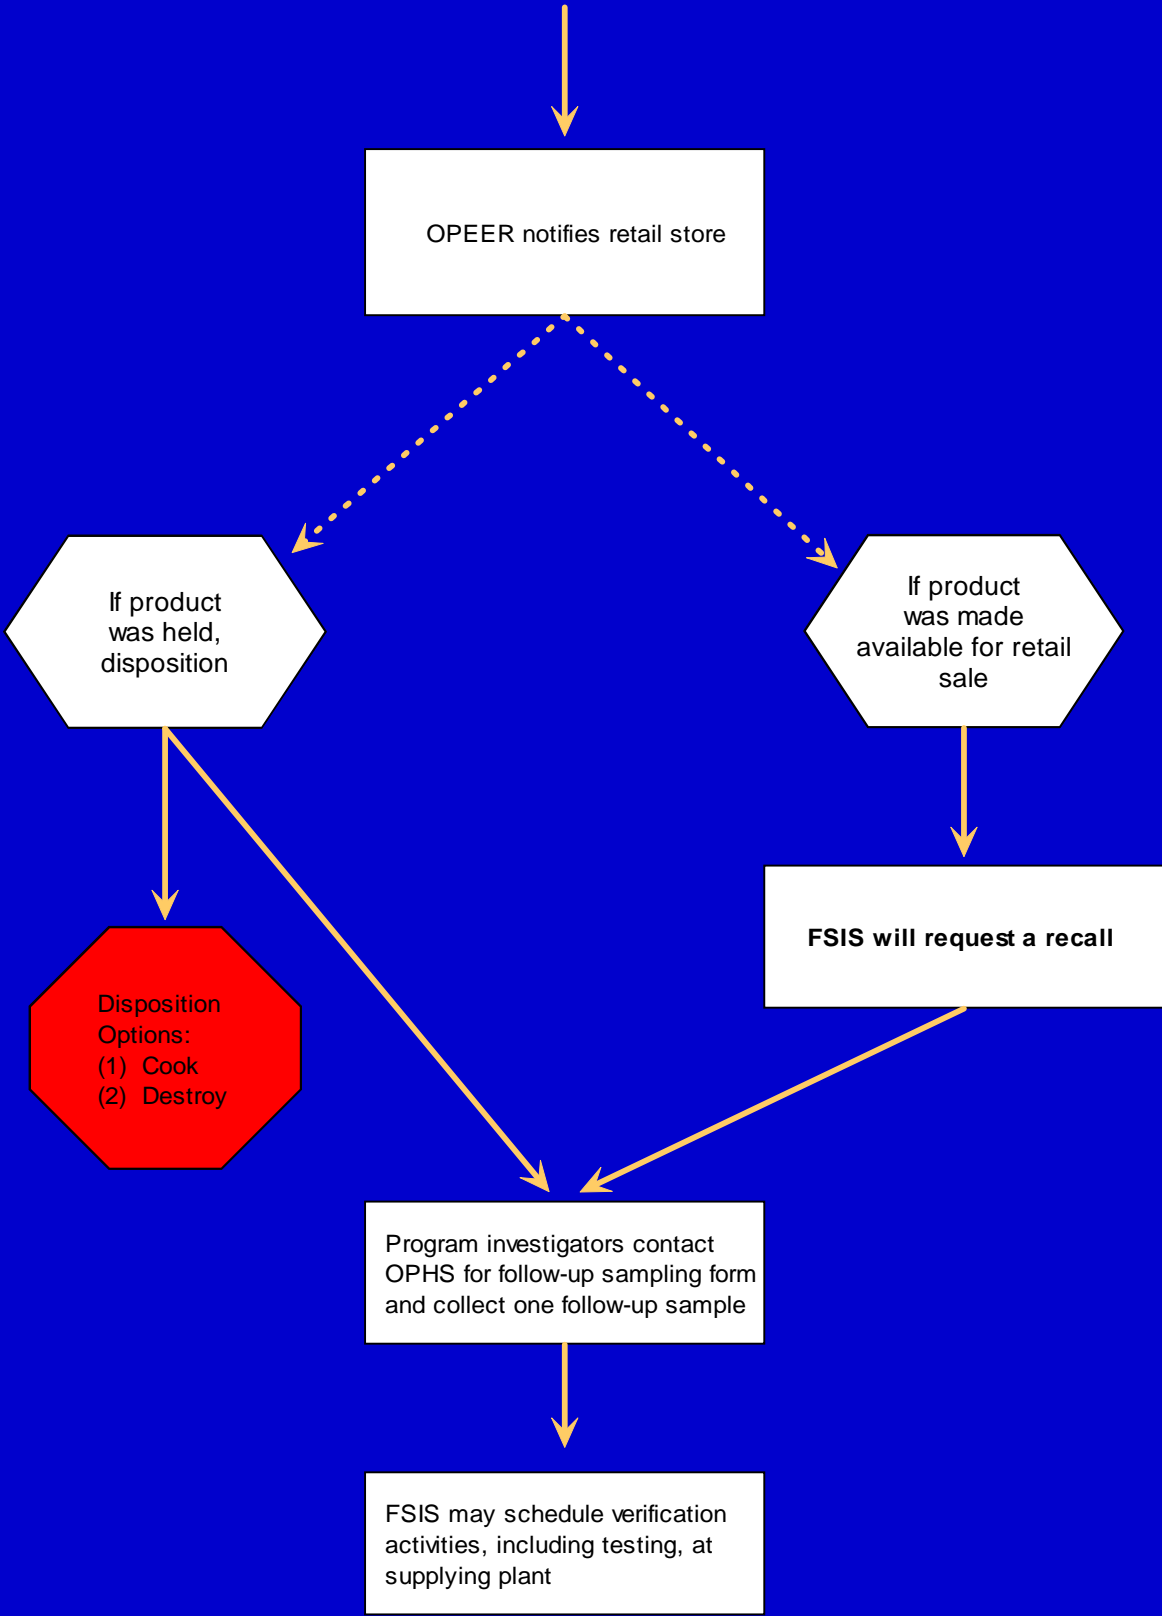 OPEER notifies retail store
If product
was held,
disposition
If product
was made
available for retail
sale
FSIS will request a recall
Disposition
Options:
(1) Cook
(2) Destroy
Program investigators contact
OPHS for follow-up sampling form
and collect one follow-up sample
FSIS may schedule verification
activities, including testing, at
supplying plant